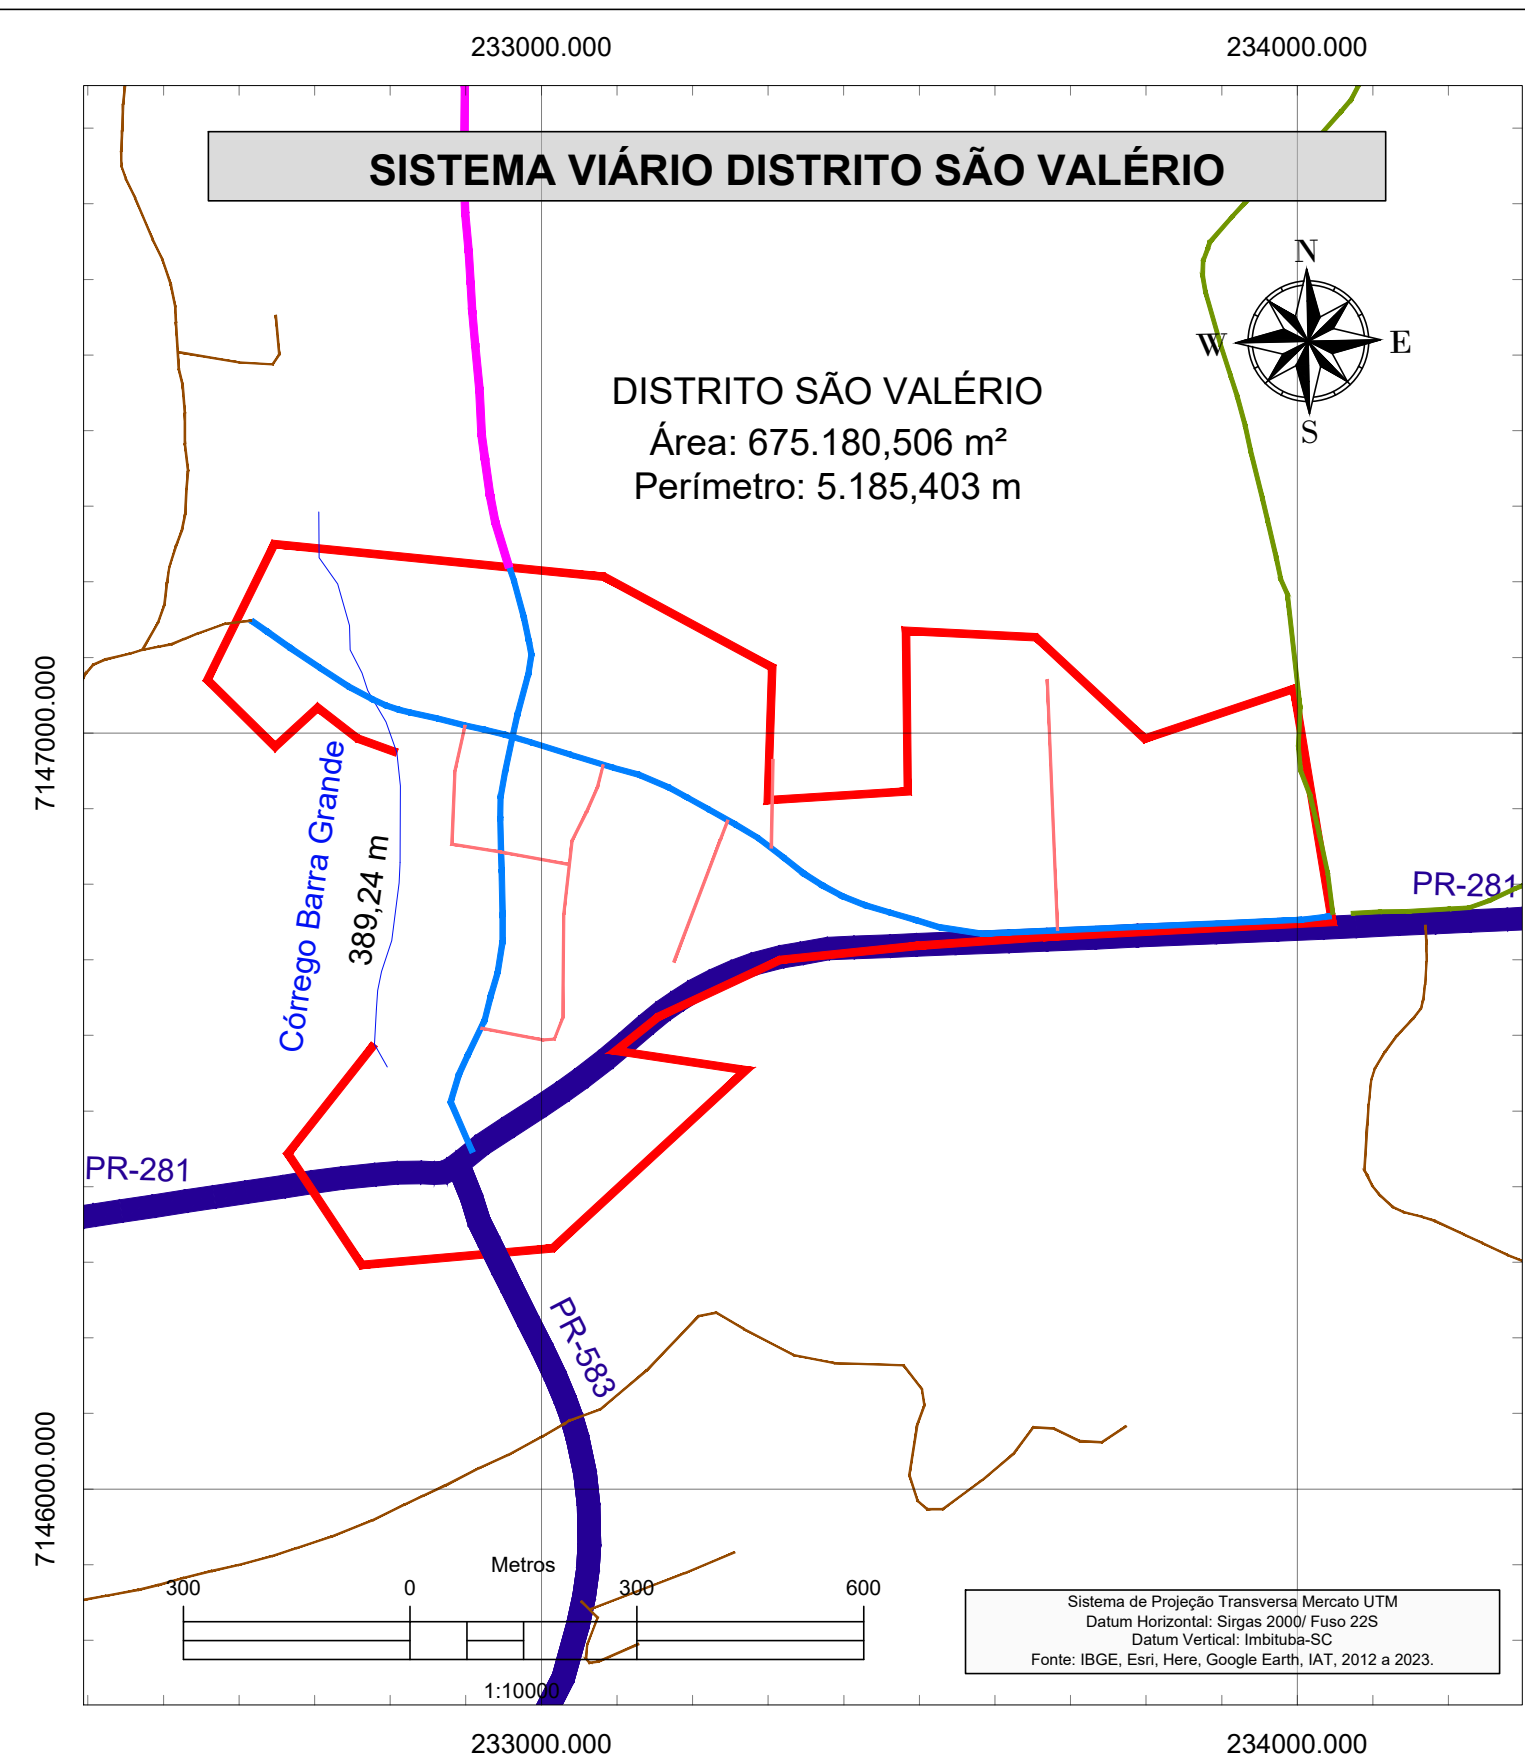 233000.000
234000.000
SISTEMA VIÁRIO DISTRITO SÃO VALÉRIO
N
W
E
S
DISTRITO SÃO VALÉRIO
Área: 675.180,506 m²
Perímetro: 5.185,403 m
7147000.000
Córrego Barra Grande
389,24 m
PR-281
PR-281
PR-583
7146000.000
Metros
300
0
300
600
1:10000
Sistema de Projeção Transversa Mercato UTM
Datum Horizontal: Sirgas 2000/ Fuso 22S
Datum Vertical: Imbituba-SC
Fonte: IBGE, Esri, Here, Google Earth, IAT, 2012 a 2023.
233000.000
234000.000